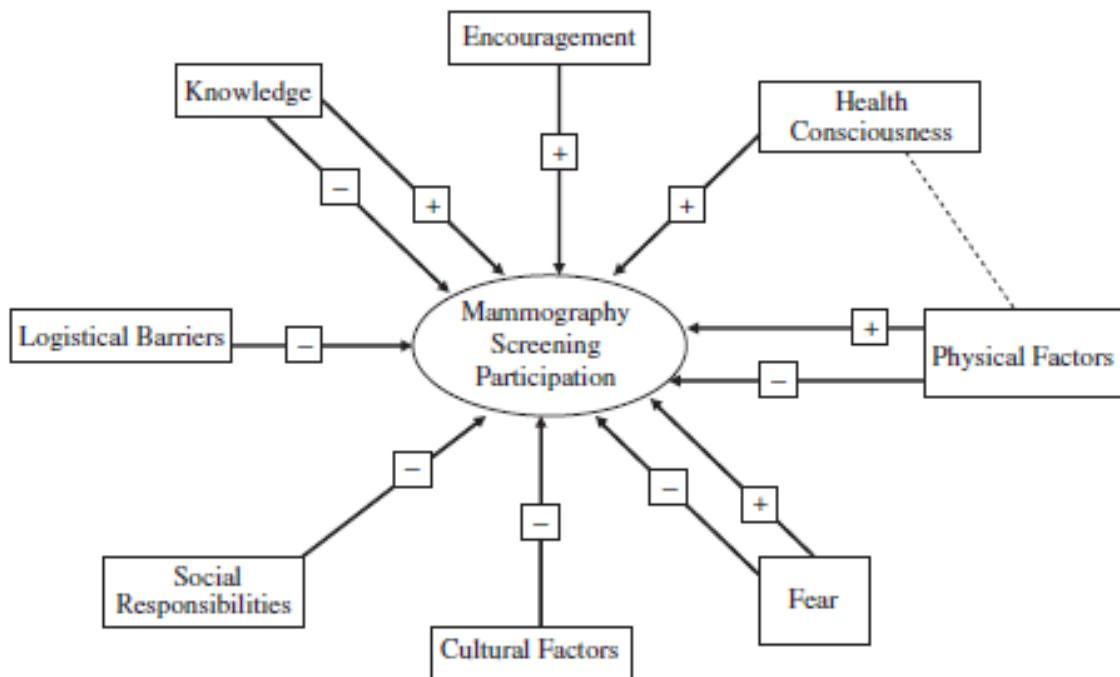 Encouragement
Knowledge
Health
Consciousness
+
−
+
+
Mammography
Screening
Participation
Logistical Barriers
−
+
Physical Factors
−
−
−
+
−
Social
Responsibilities
Fear
Cultural Factors